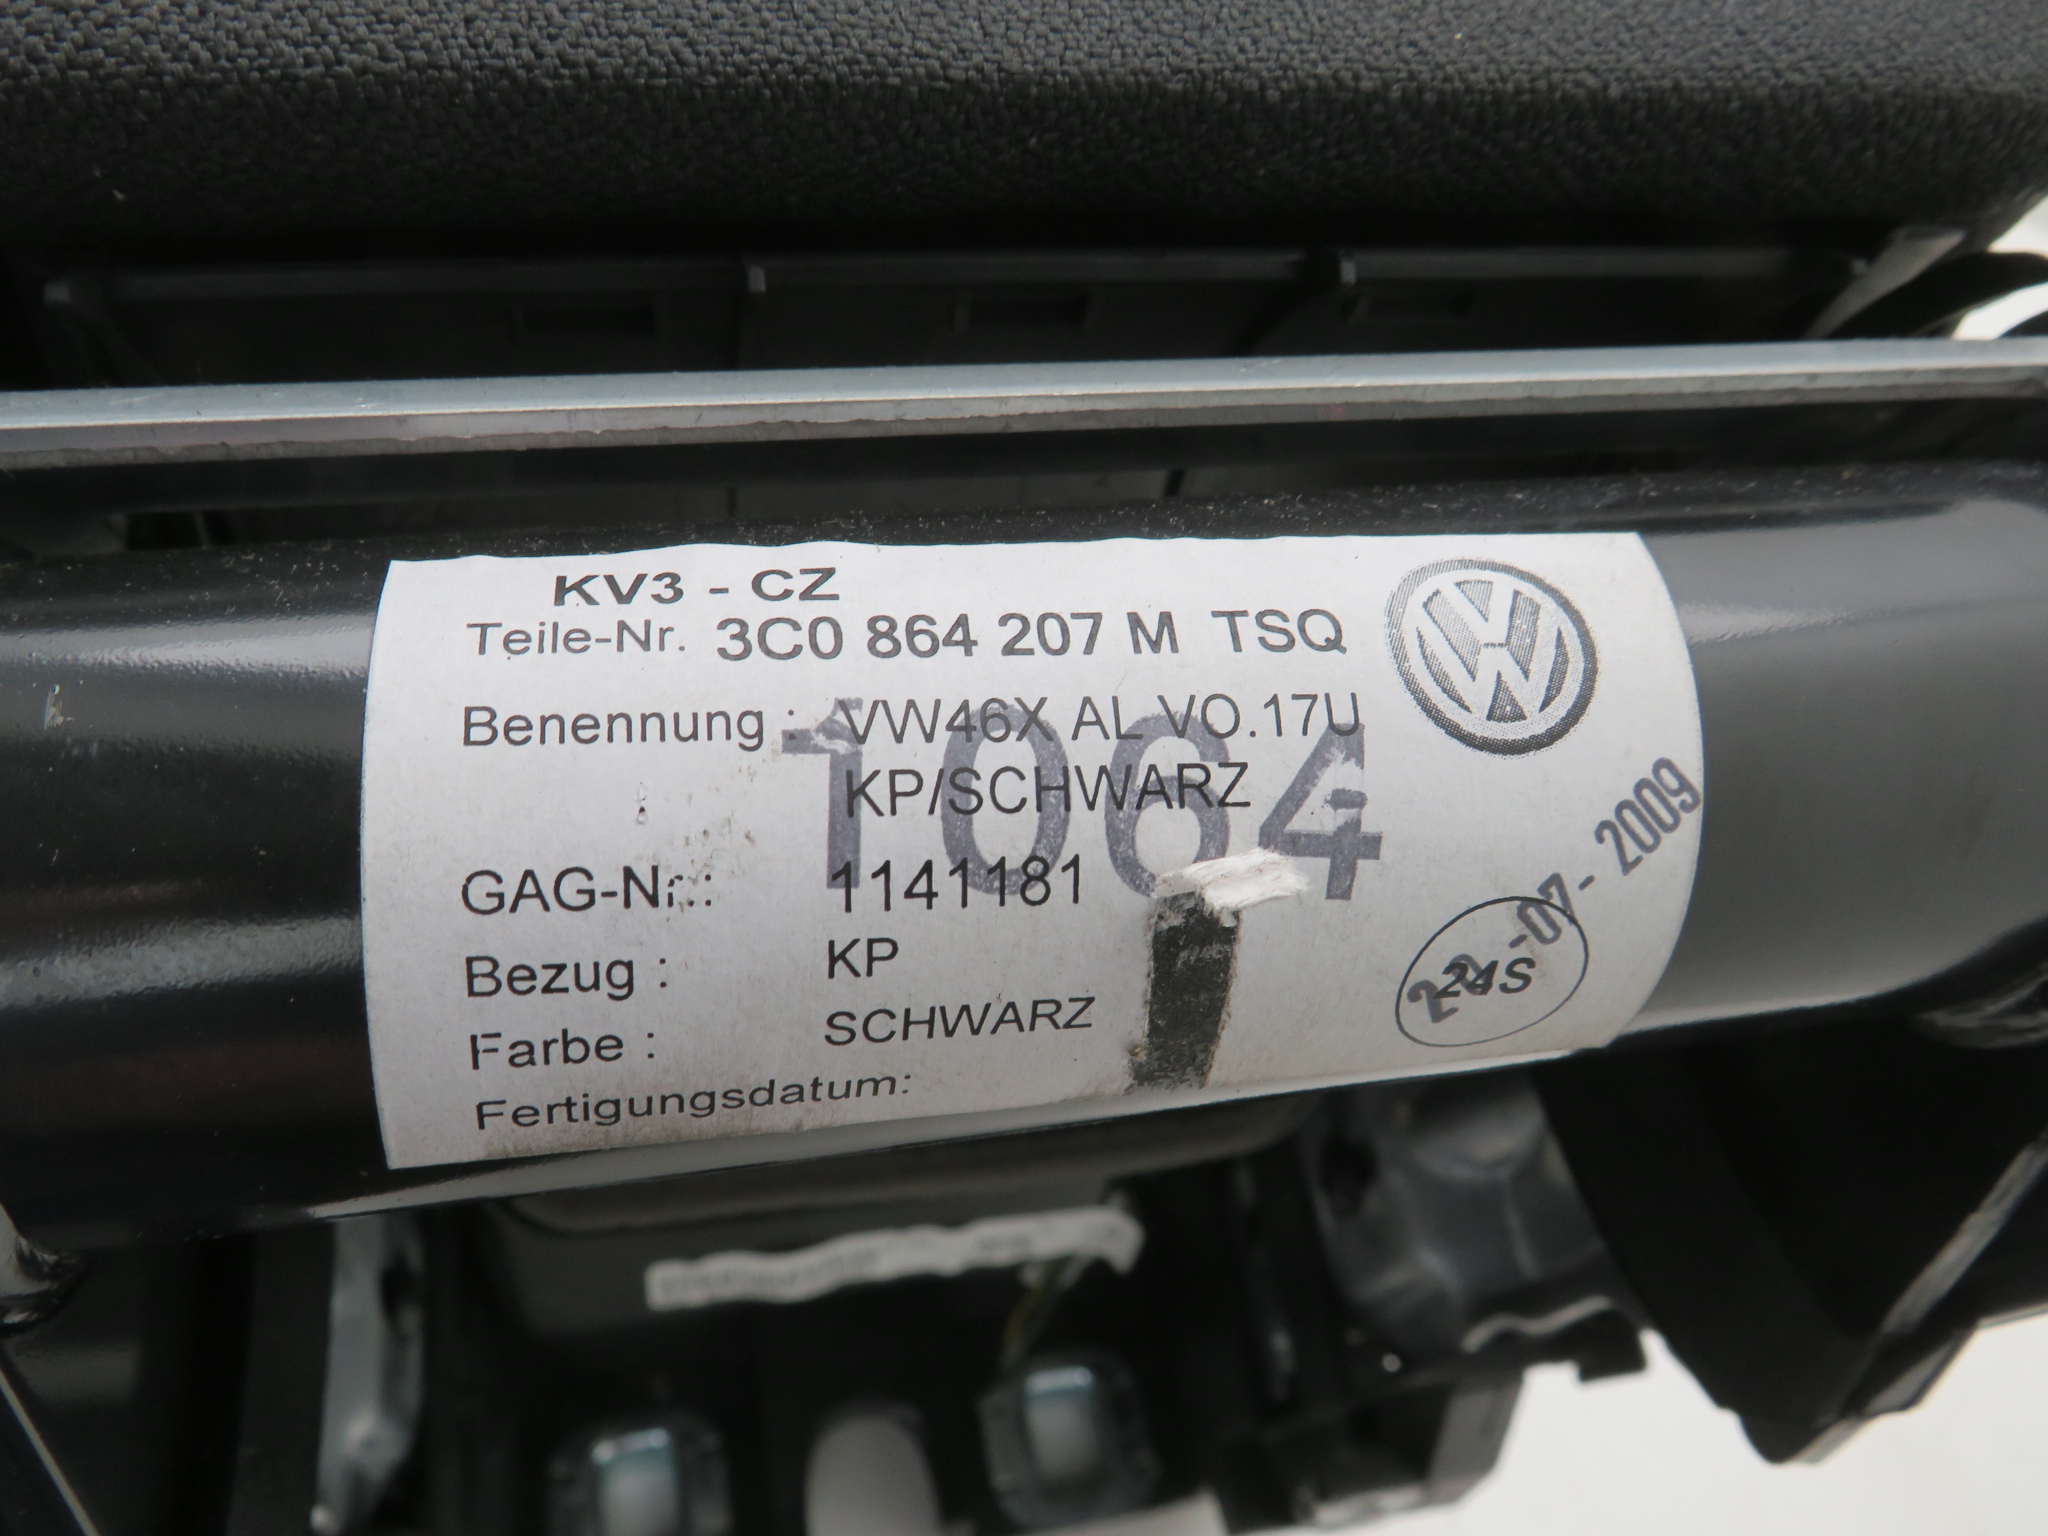 KV3 - CZ
Teile-Nr. 3C0 864 207 M TSQ
Benennung : VW46X AL VO.17U
KP/SCHWARZ
1064
GAG-Nr.: 1141181
Bezug : KP
Farbe : SCHWARZ
Fertigungsdatum:
24S
-07-2009